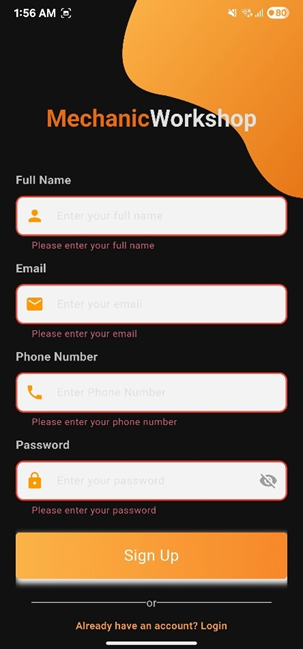 1:56 AM
80
MechanicWorkshop
Full Name
Enter your full name
Please enter your full name
Email
Enter your email
Please enter your email
Phone Number
Enter Phone Number
Please enter your phone number
Password
Enter your password
Please enter your password
Sign Up
or
Already have an account? Login